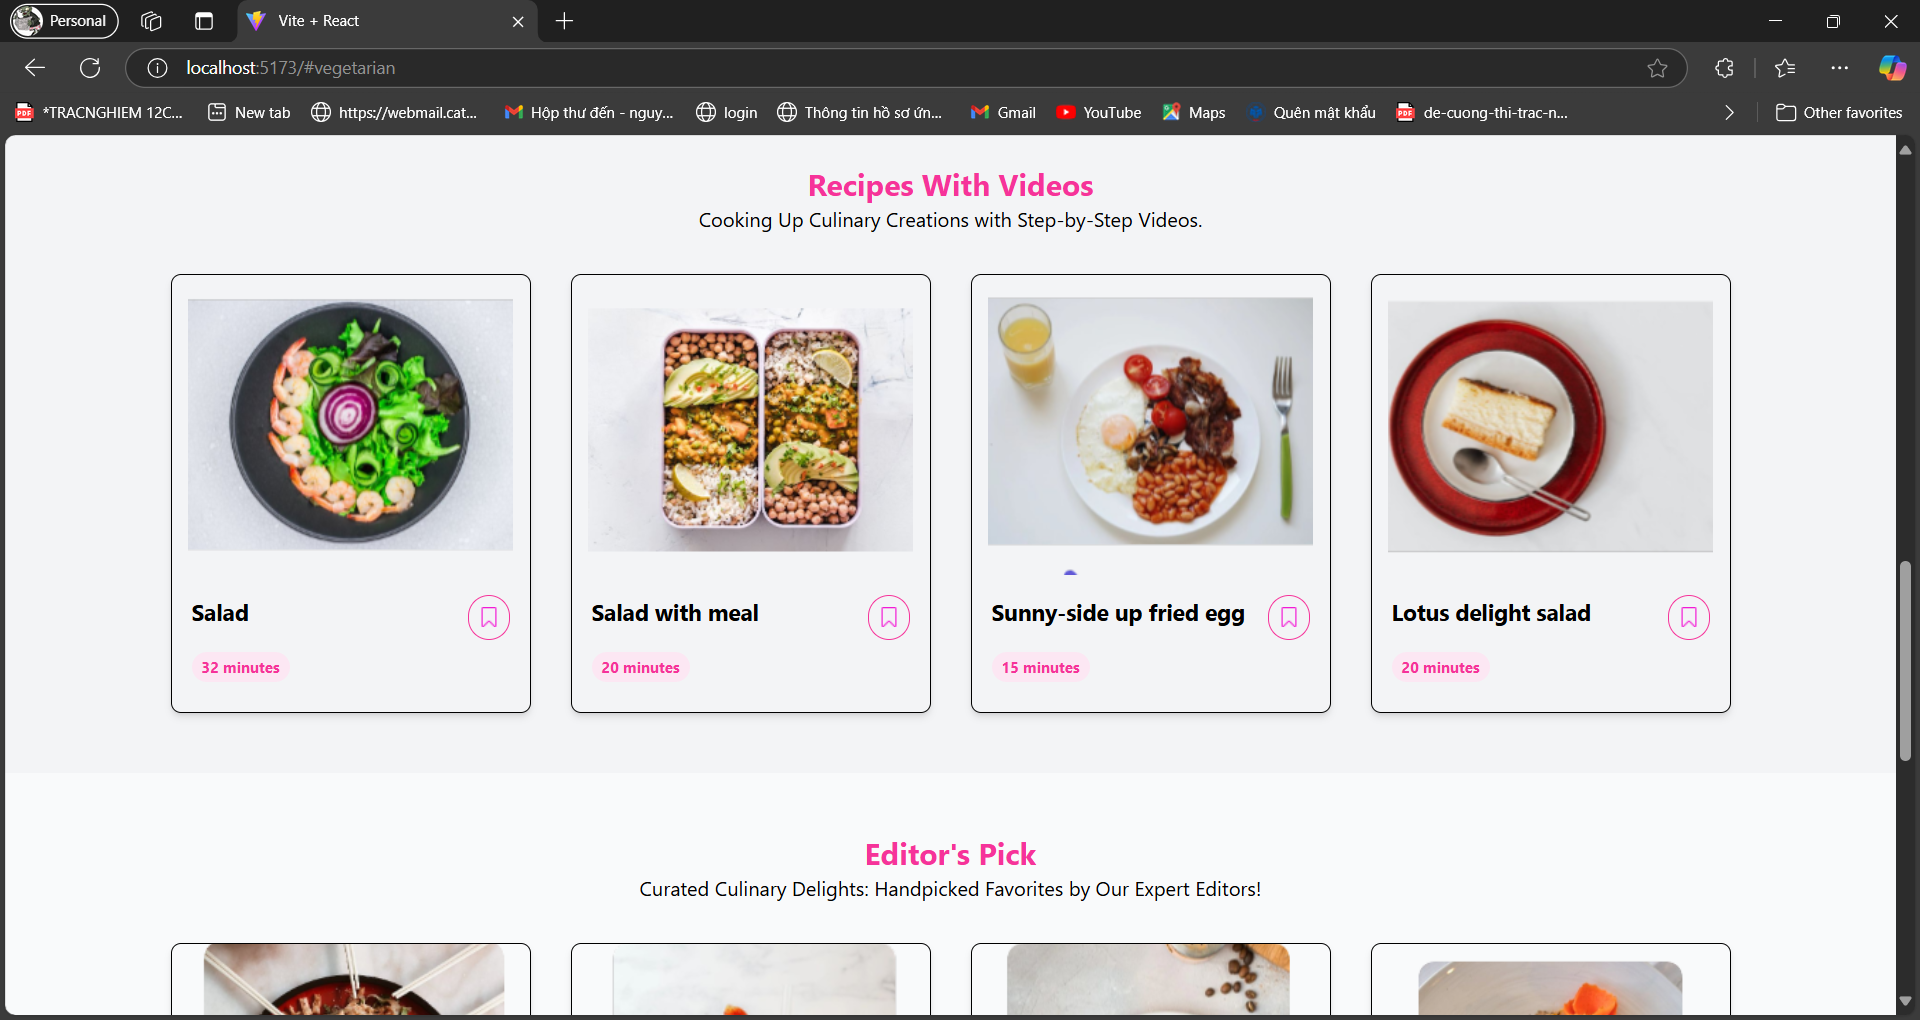 Personal
Vite + React
localhost:5173/#vegetarian
*TRACNGHIEM 12C...
New tab
https://webmail.cat...
Hộp thư đến - nguy...
login
Thông tin hồ sơ ứn...
Gmail
YouTube
Maps
Quên mật khẩu
PDF de-cuong-thi-trac-n...
Other favorites
Recipes With Videos
Cooking Up Culinary Creations with Step-by-Step Videos.
Salad
32 minutes
Salad with meal
20 minutes
Sunny-side up fried egg
15 minutes
Lotus delight salad
20 minutes
Editor's Pick
Curated Culinary Delights: Handpicked Favorites by Our Expert Editors!